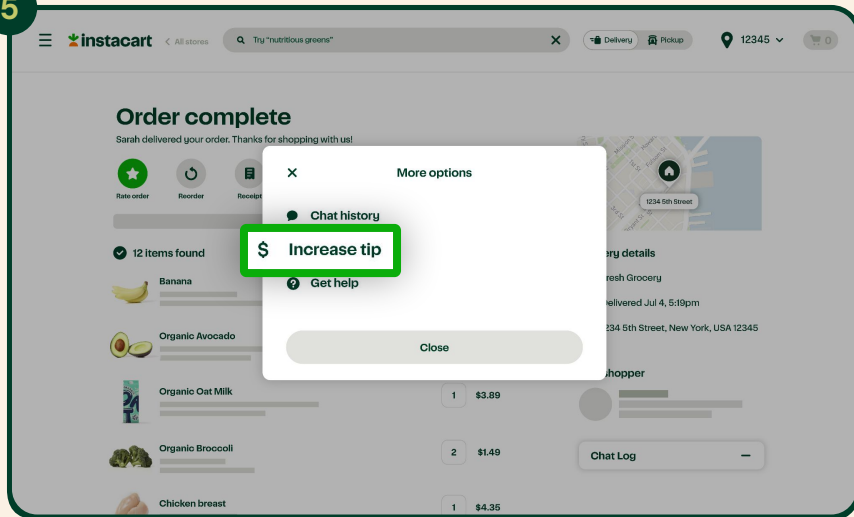 5
instacart
All stores
Try "nutritious greens"
Delivery
Pickup
12345
0
Order complete
Sarah delivered your order. Thanks for shopping with us!
Rate order
Reorder
Receipt
More options
Chat history
$ Increase tip
Get help
Close
1234 5th Street
12 items found
Banana
Organic Avocado
Organic Oat Milk
1 $3.89
Organic Broccoli
2 $1.49
Chicken breast
1 $4.35
ery details
resh Grocery
elivered Jul 4, 5:19pm
234 5th Street, New York, USA 12345
hopper
Chat Log